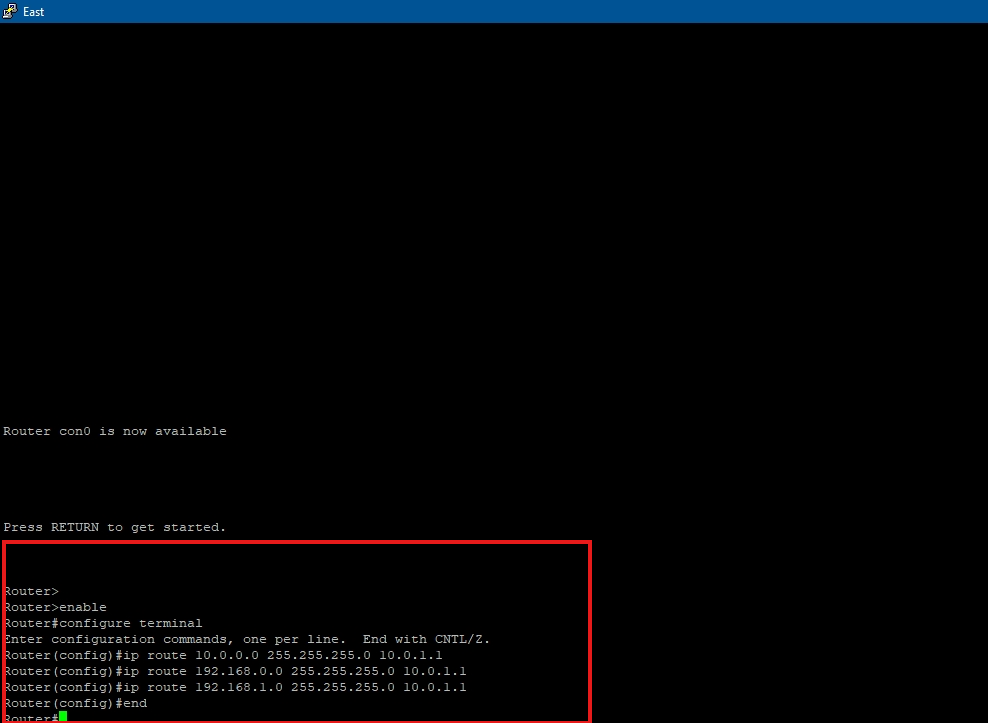 East
Router con0 is now available
Press RETURN to get started.
Router>
Router>enable
Router#configure terminal
Enter configuration commands, one per line.  End with CNTL/Z.
Router(config)#ip route 10.0.0.0 255.255.255.0 10.0.1.1
Router(config)#ip route 192.168.0.0 255.255.255.0 10.0.1.1
Router(config)#ip route 192.168.1.0 255.255.255.0 10.0.1.1
Router(config)#end
Router#